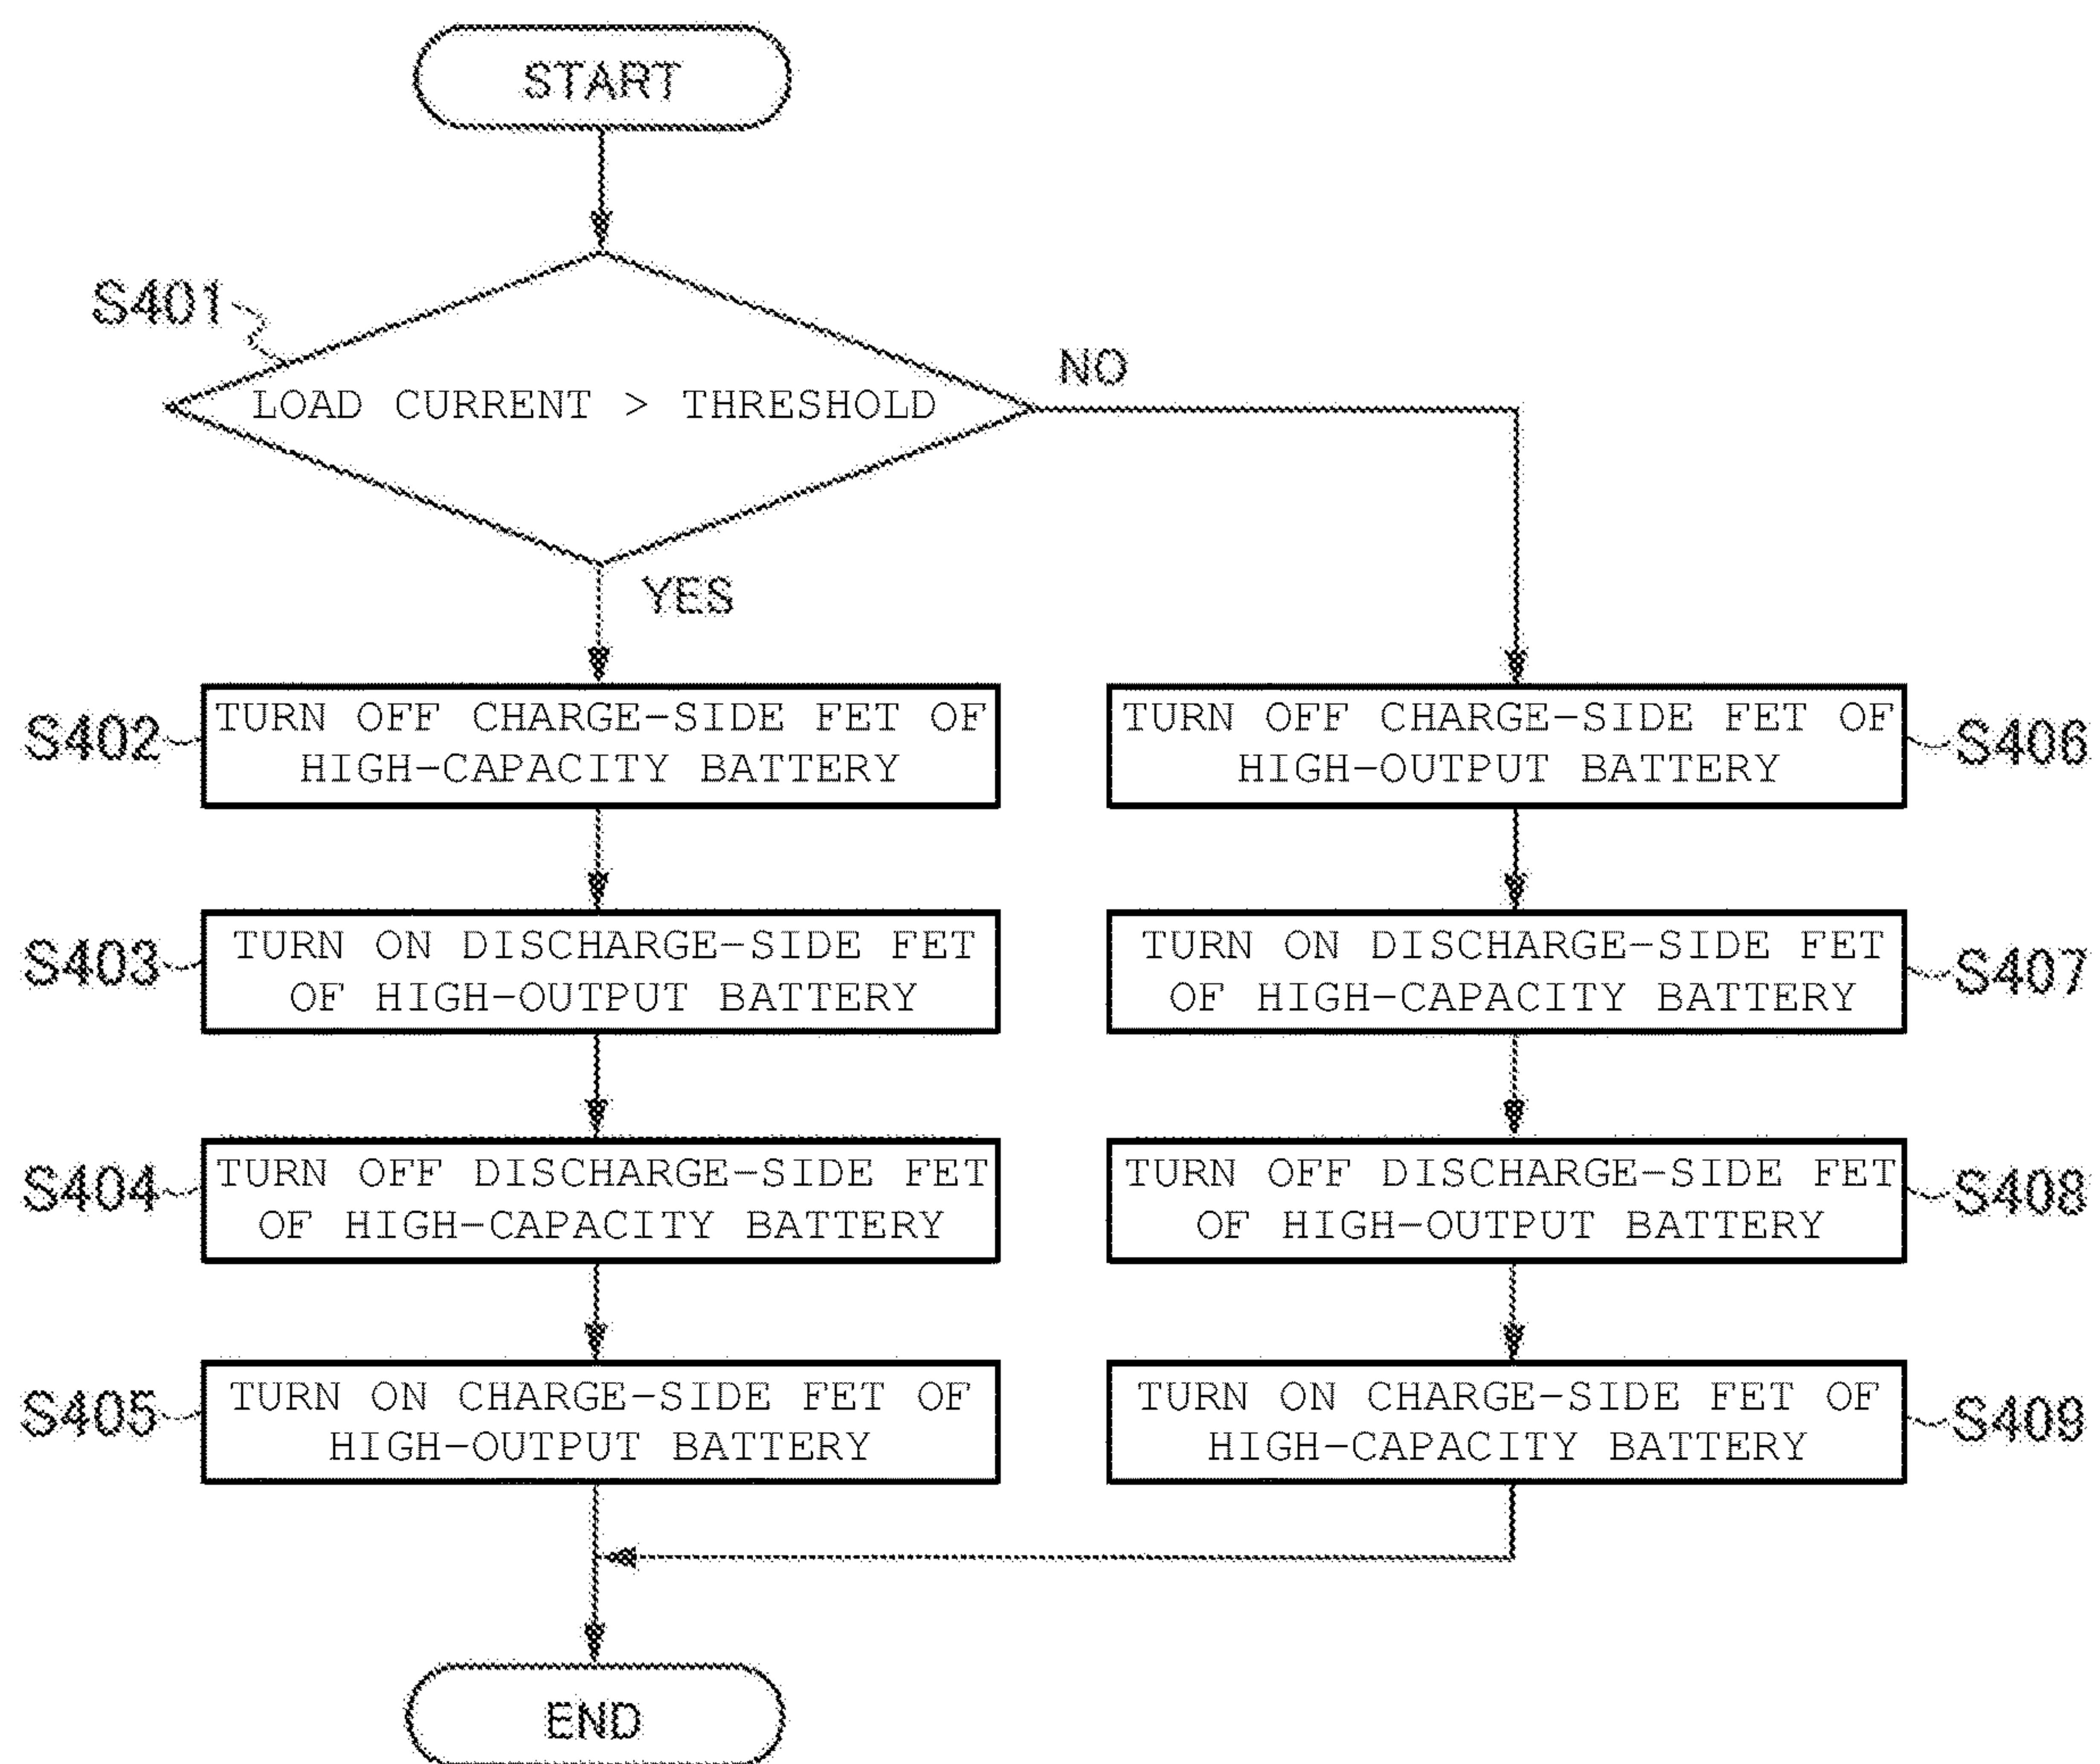 START
S401
LOAD CURRENT > THRESHOLD
NO
YES
S402
TURN OFF CHARGE-SIDE FET OF
HIGH-CAPACITY BATTERY
S403
TURN ON DISCHARGE-SIDE FET
OF HIGH-OUTPUT BATTERY
S404
TURN OFF DISCHARGE-SIDE FET
OF HIGH-CAPACITY BATTERY
S405
TURN ON CHARGE-SIDE FET OF
HIGH-OUTPUT BATTERY
TURN OFF CHARGE-SIDE FET OF
HIGH-OUTPUT BATTERY
S406
TURN ON DISCHARGE-SIDE FET
OF HIGH-CAPACITY BATTERY
S407
TURN OFF DISCHARGE-SIDE FET
OF HIGH-OUTPUT BATTERY
S408
TURN ON CHARGE-SIDE FET OF
HIGH-CAPACITY BATTERY
S409
END